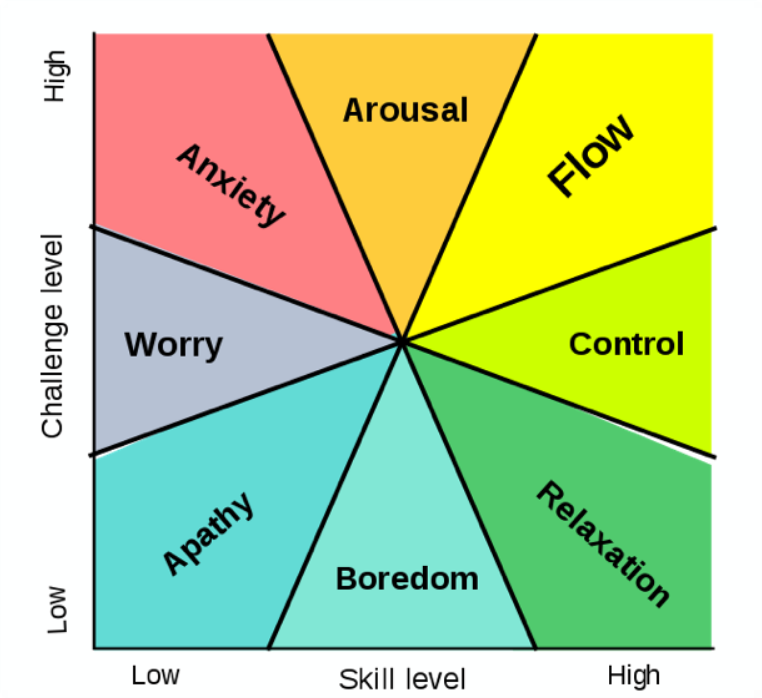 High
Arousal
Flow
Anxiety
Challenge level
Worry
Control
Apathy
Relaxation
Boredom
Low
Low
Skill level
High